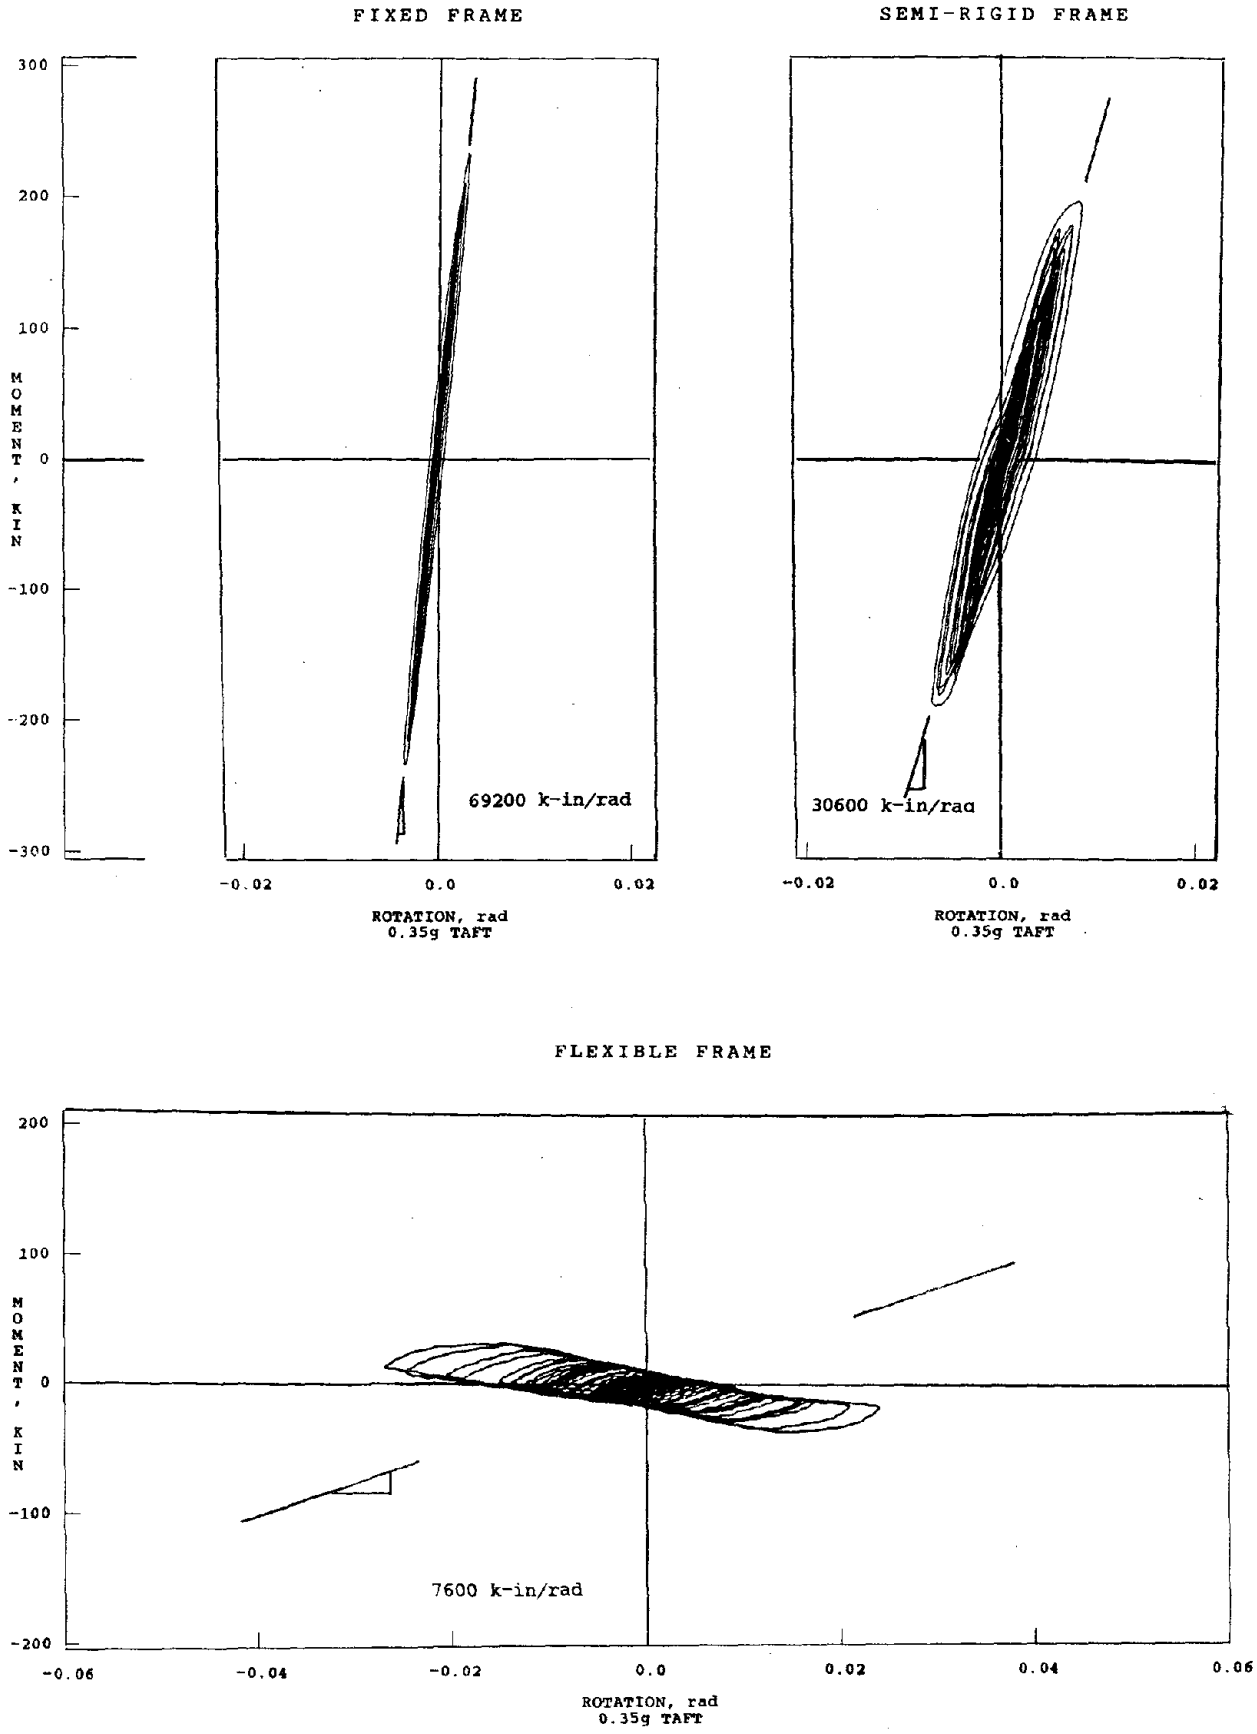 FIXED FRAME
SEMI-RIGID FRAME
300
200
100
0
-100
-200
-300
MOMENT, KIN
69200 k-in/rad
30600 k-in/rad
-0.02 0.0 0.02
-0.02 0.0 0.02
ROTATION, rad
0.35g TAFT
ROTATION, rad
0.35g TAFT
FLEXIBLE FRAME
200
100
0
-100
-200
MOMENT, KIN
7600 k-in/rad
-0.06 -0.04 -0.02 0.0 0.02 0.04 0.06
ROTATION, rad
0.35g TAFT